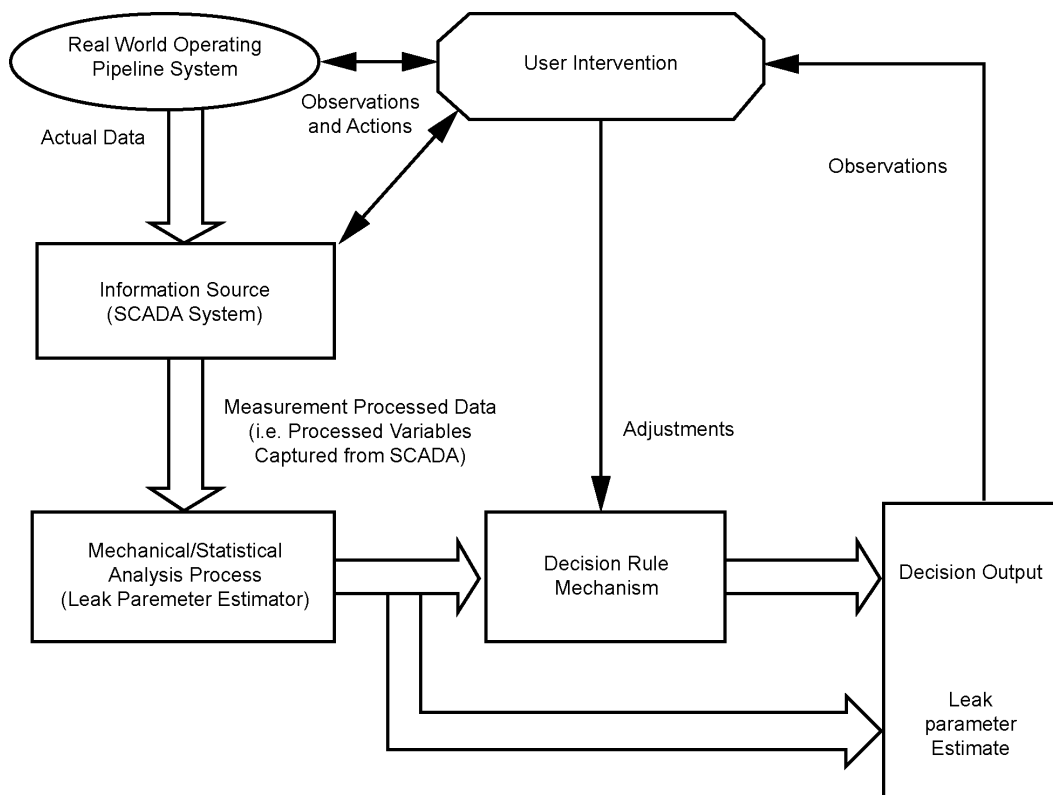 Real World Operating
Pipeline System
User Intervention
Observations
and Actions
Actual Data
Observations
Information Source
(SCADA System)
Measurement Processed Data
(i.e. Processed Variables
Captured from SCADA)
Adjustments
Mechanical/Statistical
Analysis Process
(Leak Paremeter Estimator)
Decision Rule
Mechanism
Decision Output
Leak
parameter
Estimate